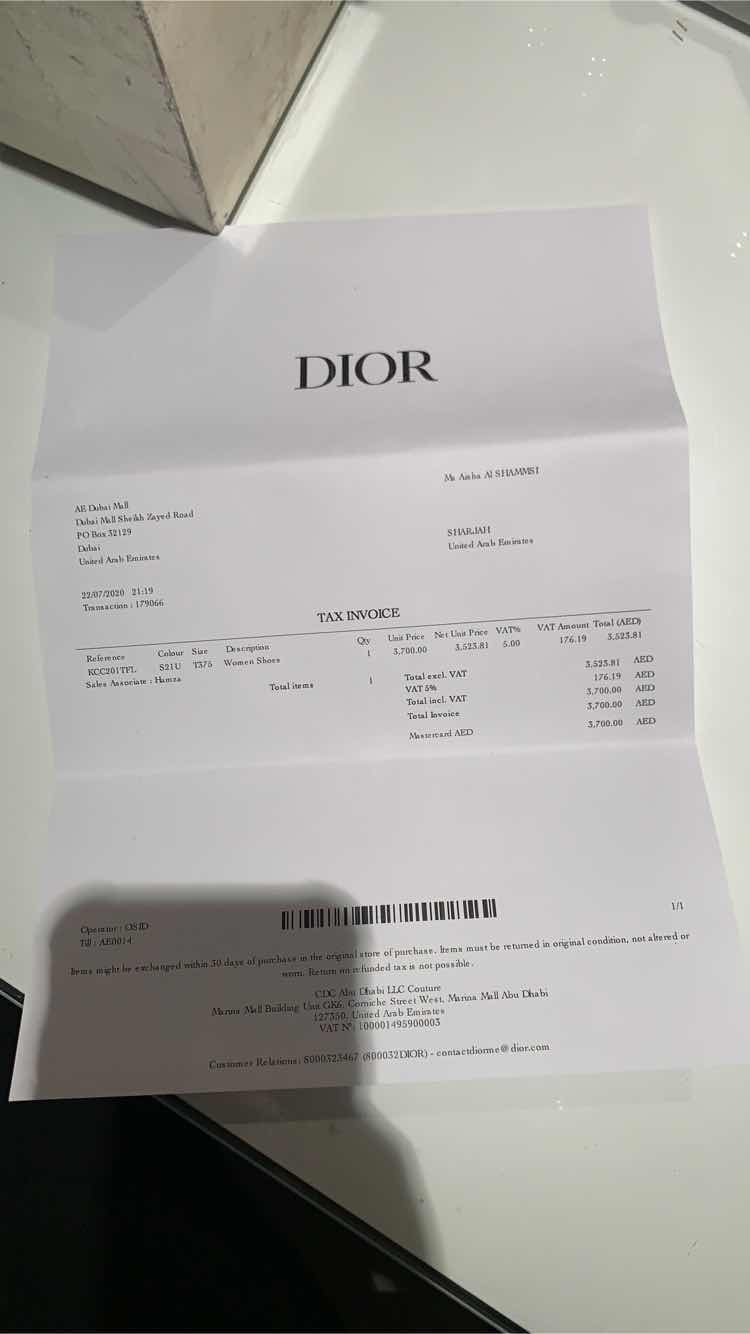 DIOR
Ms Aisha Al SHAMMSI
AE Dubai Mall
Dubai Mall Sheikh Zayed Road
PO Box 32129
Dubai
United Arab Emirates
SHARJAH
United Arab Emirates
22/07/2020 21:19
Transaction : 179066
TAX INVOICE
Reference Colour Size Description Qty Unit Price Net Unit Price VAT% VAT Amount Total (AED)
KCC201TFL S21U T375 Women Shoes 1 3,700.00 3,523.81 5.00 176.19 3,523.81
Sales Associate : Hamza
Total items 1 Total excl. VAT 3,523.81 AED
VAT 5% 176.19 AED
Total incl. VAT 3,700.00 AED
Total Invoice 3,700.00 AED
Mastercard AED 3,700.00 AED
Operator : OSID 1/1
Till : AE0014
Items might be exchanged within 30 days of purchase in the original store of purchase. Items must be returned in original condition, not altered or
worn. Return on refunded tax is not possible.
CDC Abu Dhabi LLC Couture
Marina Mall Building Unit GK6, Corniche Street West, Marina Mall Abu Dhabi
127350, United Arab Emirates
VAT N°: 100001495900003
Customer Relations: 8000323467 (800032DIOR) - contactdiorme@dior.com